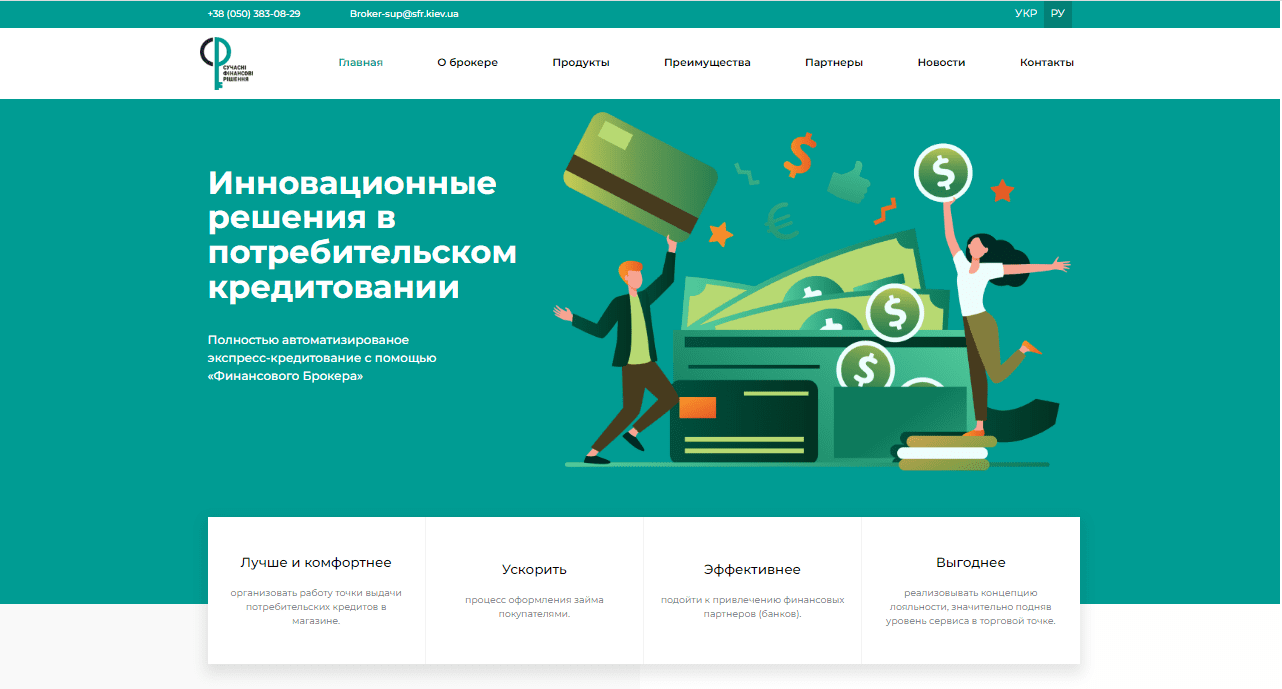 +38 (050) 383-08-29
Broker-sup@sfr.kiev.ua
УКР
РУ
СУЧАСНІ
ФІНАНСОВІ
РІШЕННЯ
Главная
О брокере
Продукты
Преимущества
Партнеры
Новости
Контакты
Инновационные
решения в
потребительском
кредитовании
Полностью автоматизированое
экспресс-кредитование с помощью
«Финансового Брокера»
Лучше и комфортнее
организовать работу точки выдачи
потребительских кредитов в
магазине.
Ускорить
процесс оформления займа
покупателями.
Эффективнее
подойти к привлечению финансовых
партнеров (банков).
Выгоднее
реализовывать концепцию
лояльности, значительно подняв
уровень сервиса в торговой точке.